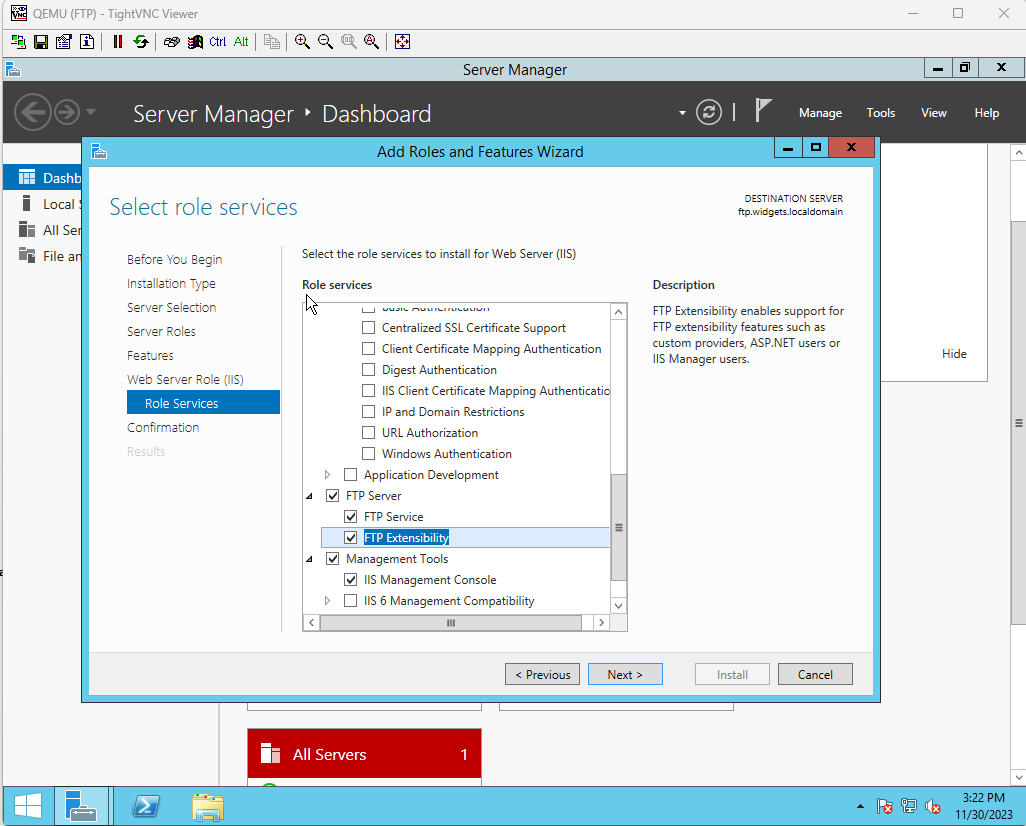 QEMU (FTP) - TightVNC Viewer
Ctrl Alt
Server Manager
Server Manager Dashboard
Manage Tools View Help
Add Roles and Features Wizard
Dashb
Local S
All Ser
File an
Select role services
DESTINATION SERVER
ftp.widgets.localdomain
Before You Begin
Installation Type
Server Selection
Server Roles
Features
Web Server Role (IIS)
Role Services
Confirmation
Results
Select the role services to install for Web Server (IIS)
Role services
Basic Authentication
Centralized SSL Certificate Support
Client Certificate Mapping Authentication
Digest Authentication
IIS Client Certificate Mapping Authenticatio
IP and Domain Restrictions
URL Authorization
Windows Authentication
Application Development
FTP Server
FTP Service
FTP Extensibility
Management Tools
IIS Management Console
IIS 6 Management Compatibility
Description
FTP Extensibility enables support for
FTP extensibility features such as
custom providers, ASP.NET users or
IIS Manager users.
Hide
< Previous Next > Install Cancel
All Servers 1
3:22 PM
11/30/2023